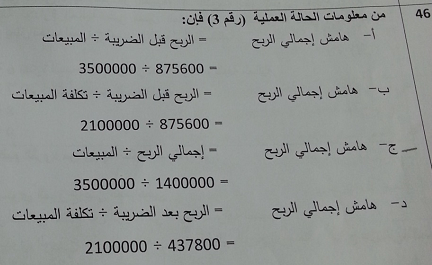 46 من معلومات الحالة العملية (رقم 3) فإن:
أ- هامش إجمالي الربح = الربح قبل الضريبة ÷ المبيعات
= 875600 ÷ 3500000
ب- هامش إجمالي الربح = الربح قبل الضريبة ÷ تكلفة المبيعات
= 875600 ÷ 2100000
ج- هامش إجمالي الربح = إجمالي الربح ÷ المبيعات
= 1400000 ÷ 3500000
د- هامش إجمالي الربح = الربح بعد الضريبة ÷ تكلفة المبيعات
= 437800 ÷ 2100000